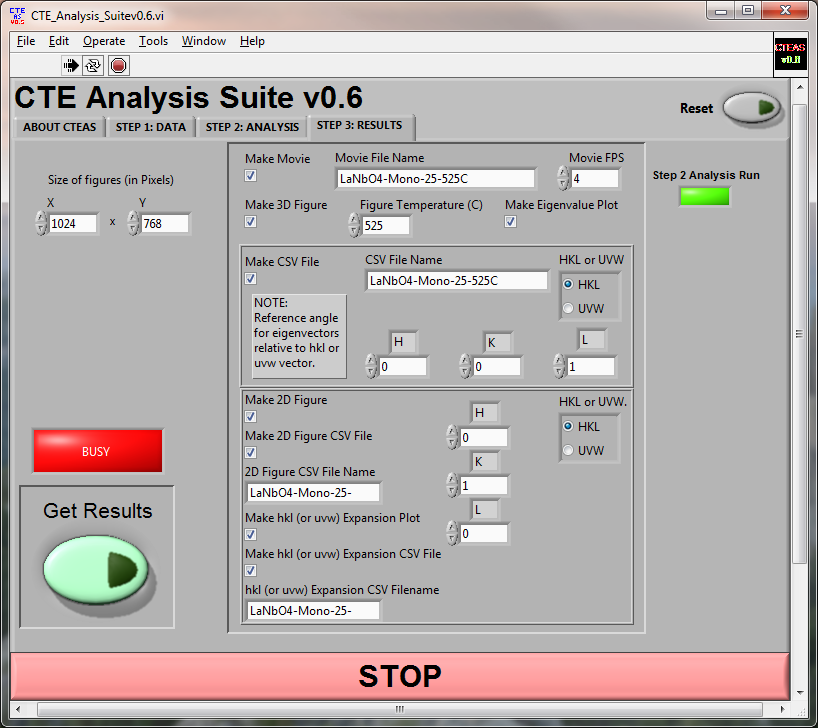 CTE
AS
V0.5
CTE_Analysis_Suitev0.6.vi
File Edit Operate Tools Window Help
CTEAS
v0.II
CTE Analysis Suite v0.6
Reset
ABOUT CTEAS STEP 1: DATA STEP 2: ANALYSIS STEP 3: RESULTS
Size of figures (in Pixels)
X Y
1024 x 768
Make Movie Movie File Name Movie FPS
LaNbO4-Mono-25-525C 4
Make 3D Figure Figure Temperature (C) Make Eigenvalue Plot
525
Step 2 Analysis Run
Make CSV File CSV File Name HKL or UVW
LaNbO4-Mono-25-525C HKL
UVW
NOTE:
Reference angle
for eigenvectors
relative to hkl or
uvw vector.
H K L
0 0 1
Make 2D Figure HKL or UVW.
H HKL
0 UVW
Make 2D Figure CSV File
K
1
2D Figure CSV File Name
LaNbO4-Mono-25-
L
0
Make hkl (or uvw) Expansion Plot
Make hkl (or uvw) Expansion CSV File
hkl (or uvw) Expansion CSV Filename
LaNbO4-Mono-25-
BUSY
Get Results
STOP